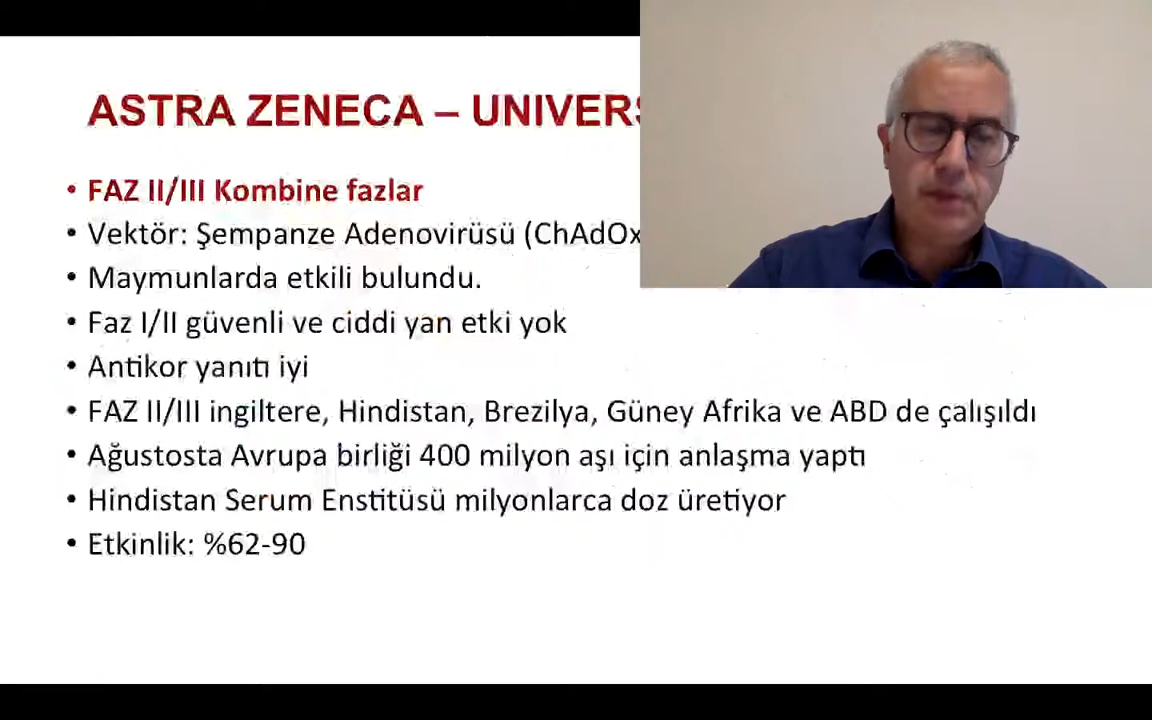 ASTRA ZENECA –
• FAZ II/III Kombine fazlar
• Vektör: Şempanze Adenovirüsü
• Maymunlarda etkili bulundu.
• Faz I/II güvenli ve ciddi yan etki yok
• Antikor yanıtı iyi
• FAZ II/III ingiltere, Hindistan, Brezilya, Güney Afrika ve ABD de çalışıldı
• Ağustosta Avrupa birliği 400 milyon aşı için anlaşma yaptı
• Hindistan Serum Enstitüsü milyonlarca doz üretiyor
• Etkinlik: %62-90